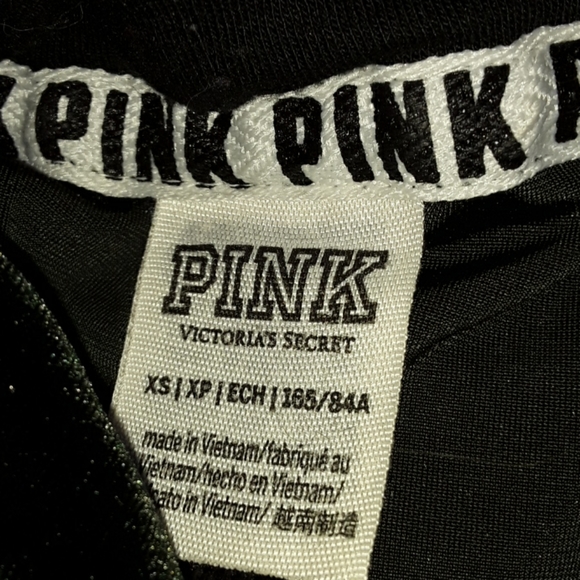 PINK PINK
PINK
VICTORIA'S SECRET
XS | XP | ECH | 165/84A
made in Vietnam/fabriqué au
Vietnam/hecho en Vietnam/
in Vietnam/ 越南制造